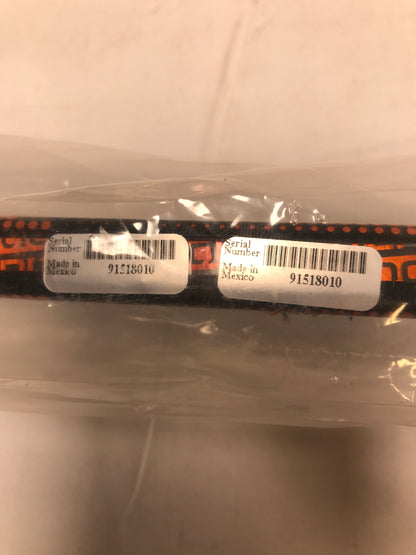 Serial
Number
Made in
Mexico
91518010
Serial
Number
Made in
Mexico
91518010